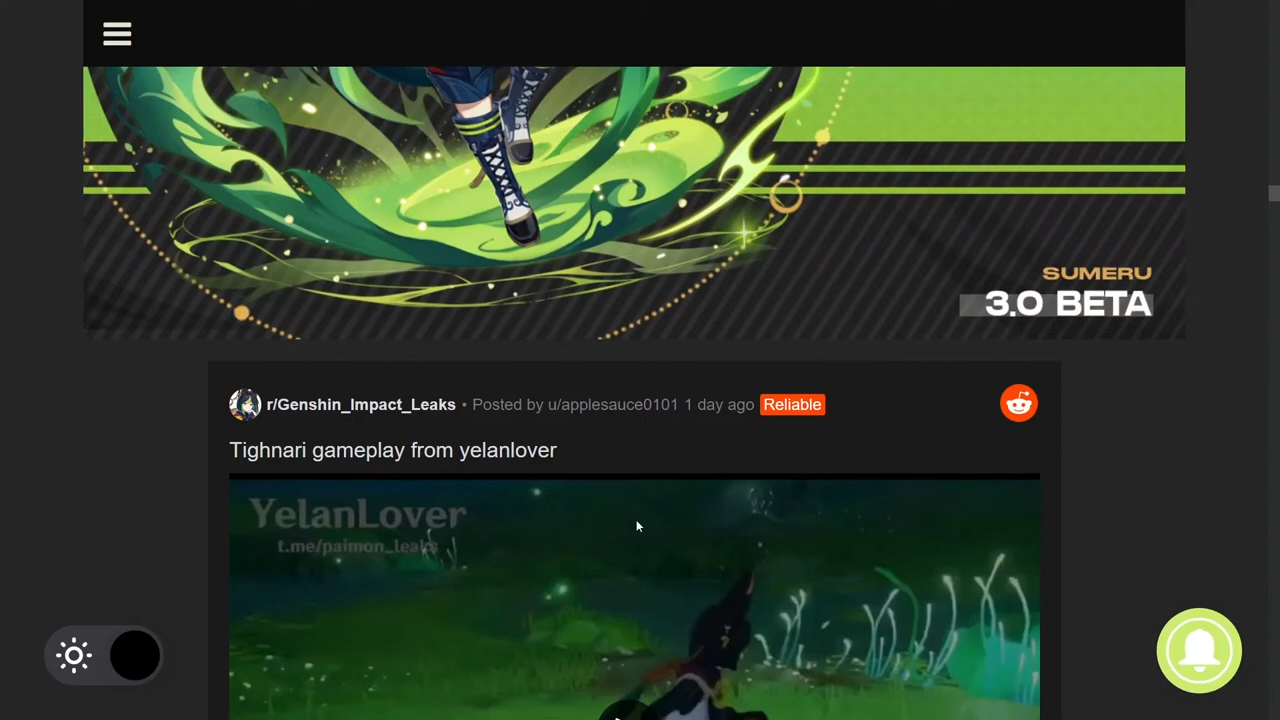 SUMERU
3.0 BETA
r/Genshin_Impact_Leaks • Posted by u/applesauce0101 1 day ago Reliable
Tighnari gameplay from yelanlover
YelanLover
t.me/paimon_leaks